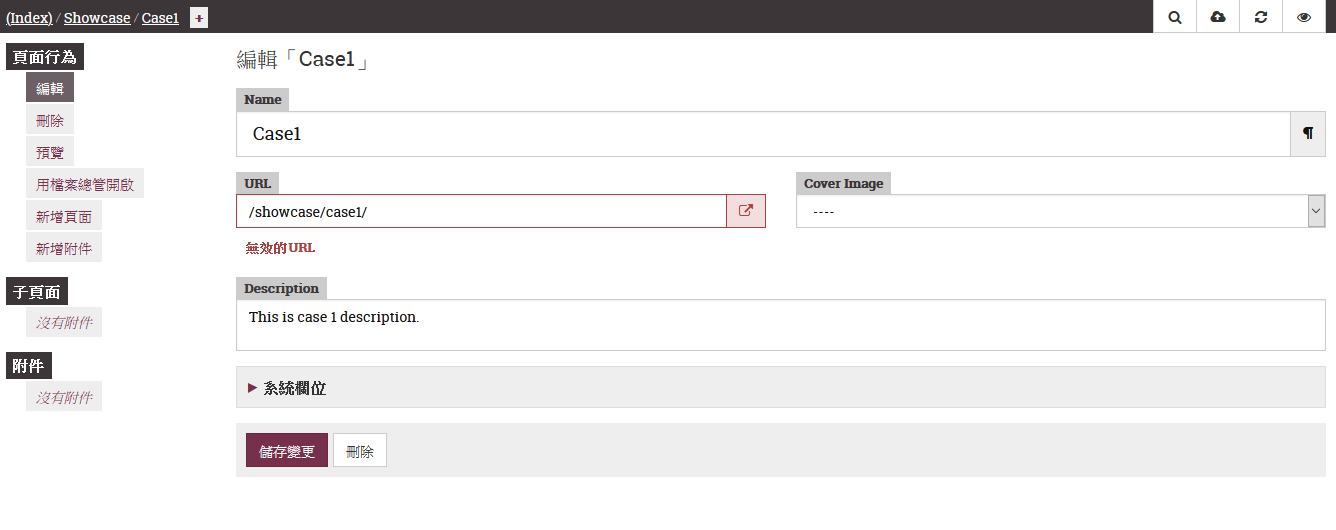 (Index) / Showcase / Case1 +
頁面行為
編輯
刪除
預覽
用檔案總管開啟
新增頁面
新增附件
子頁面
沒有附件
附件
沒有附件
編輯「Case1」
Name
Case1
¶
URL
/showcase/case1/
無效的URL
Cover Image
----
Description
This is case 1 description.
系統欄位
儲存變更
刪除